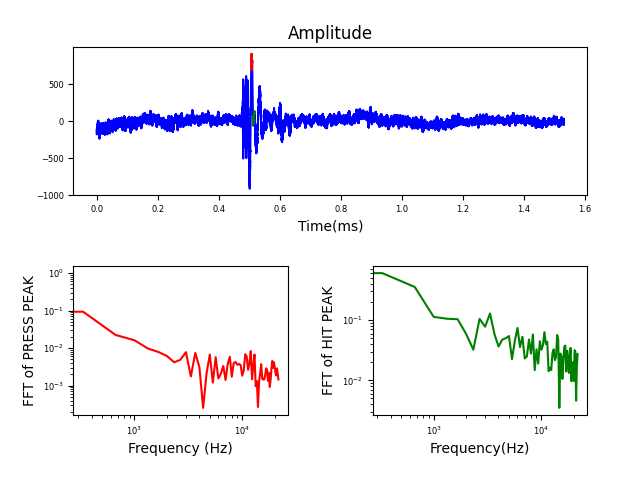 Amplitude
500
0
−500
−1000
0.0 0.2 0.4 0.6 0.8 1.0 1.2 1.4 1.6
Time(ms)
FFT of PRESS PEAK
10⁰
10⁻¹
10⁻²
10⁻³
10³ 10⁴
Frequency (Hz)
FFT of HIT PEAK
10⁻¹
10⁻²
10³ 10⁴
Frequency(Hz)